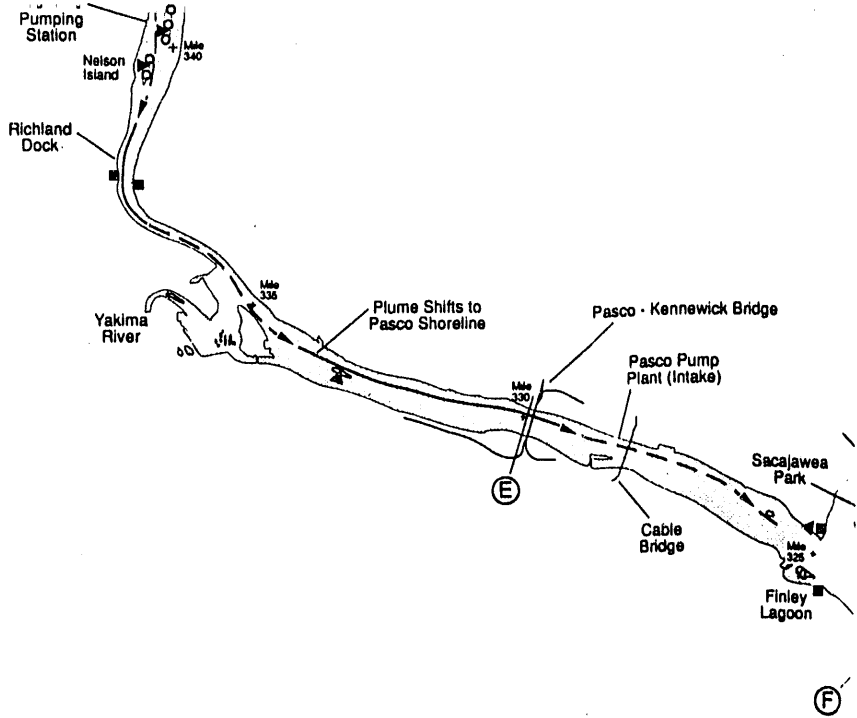 Pumping
Station
Mile
340
Nelson
Island
Richland
Dock
Mile
335
Yakima
River
Plume Shifts to
Pasco Shoreline
Pasco - Kennewick Bridge
Mile
330
Pasco Pump
Plant (Intake)
Sacajawea
Park
E
Cable
Bridge
Mile
325
Finley
Lagoon
F